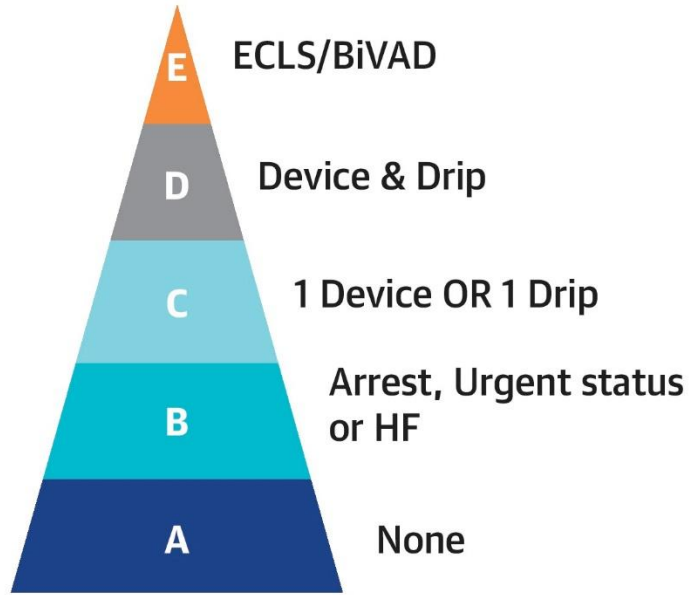 E
ECLS/BiVAD
D
Device & Drip
C
1 Device OR 1 Drip
B
Arrest, Urgent status
or HF
A
None